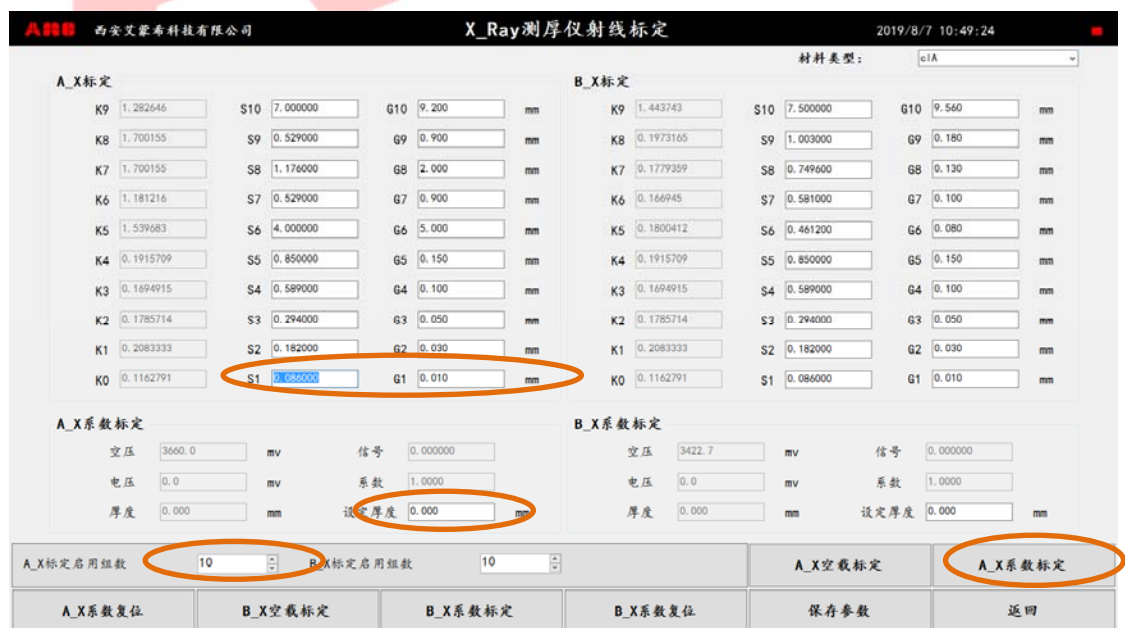 ABB 西安艾蒙希科技有限公司 X_Ray测厚仪射线标定 2019/8/7 10:49:24
材料类型: clA
A_X标定 B_X标定
K9 1.282646 S10 7.000000 G10 9.200 mm K9 1.443743 S10 7.500000 G10 9.560 mm
K8 1.700155 S9 0.529000 G9 0.900 mm K8 0.1973165 S9 1.003000 G9 0.180 mm
K7 1.700155 S8 1.176000 G8 2.000 mm K7 0.1779359 S8 0.749600 G8 0.130 mm
K6 1.181216 S7 0.529000 G7 0.900 mm K6 0.166945 S7 0.581000 G7 0.100 mm
K5 1.539683 S6 4.000000 G6 5.000 mm K5 0.1800412 S6 0.461200 G6 0.080 mm
K4 0.1915709 S5 0.850000 G5 0.150 mm K4 0.1915709 S5 0.850000 G5 0.150 mm
K3 0.1694915 S4 0.589000 G4 0.100 mm K3 0.1694915 S4 0.589000 G4 0.100 mm
K2 0.1785714 S3 0.294000 G3 0.050 mm K2 0.1785714 S3 0.294000 G3 0.050 mm
K1 0.2083333 S2 0.182000 G2 0.030 mm K1 0.2083333 S2 0.182000 G2 0.030 mm
K0 0.1162791 S1 0.086000 G1 0.010 mm K0 0.1162791 S1 0.086000 G1 0.010 mm
A_X系数标定 B_X系数标定
空压 3660.0 mv 信号 0.000000 空压 3422.7 mv 信号 0.000000
电压 0.0 mv 系数 1.0000 电压 0.0 mv 系数 1.0000
厚度 0.000 mm 设定厚度 0.000 mm 厚度 0.000 mm 设定厚度 0.000 mm
A_X标定启用组数 10 B_X标定启用组数 10 A_X空载标定 A_X系数标定
A_X系数复位 B_X空载标定 B_X系数标定 B_X系数复位 保存参数 返回